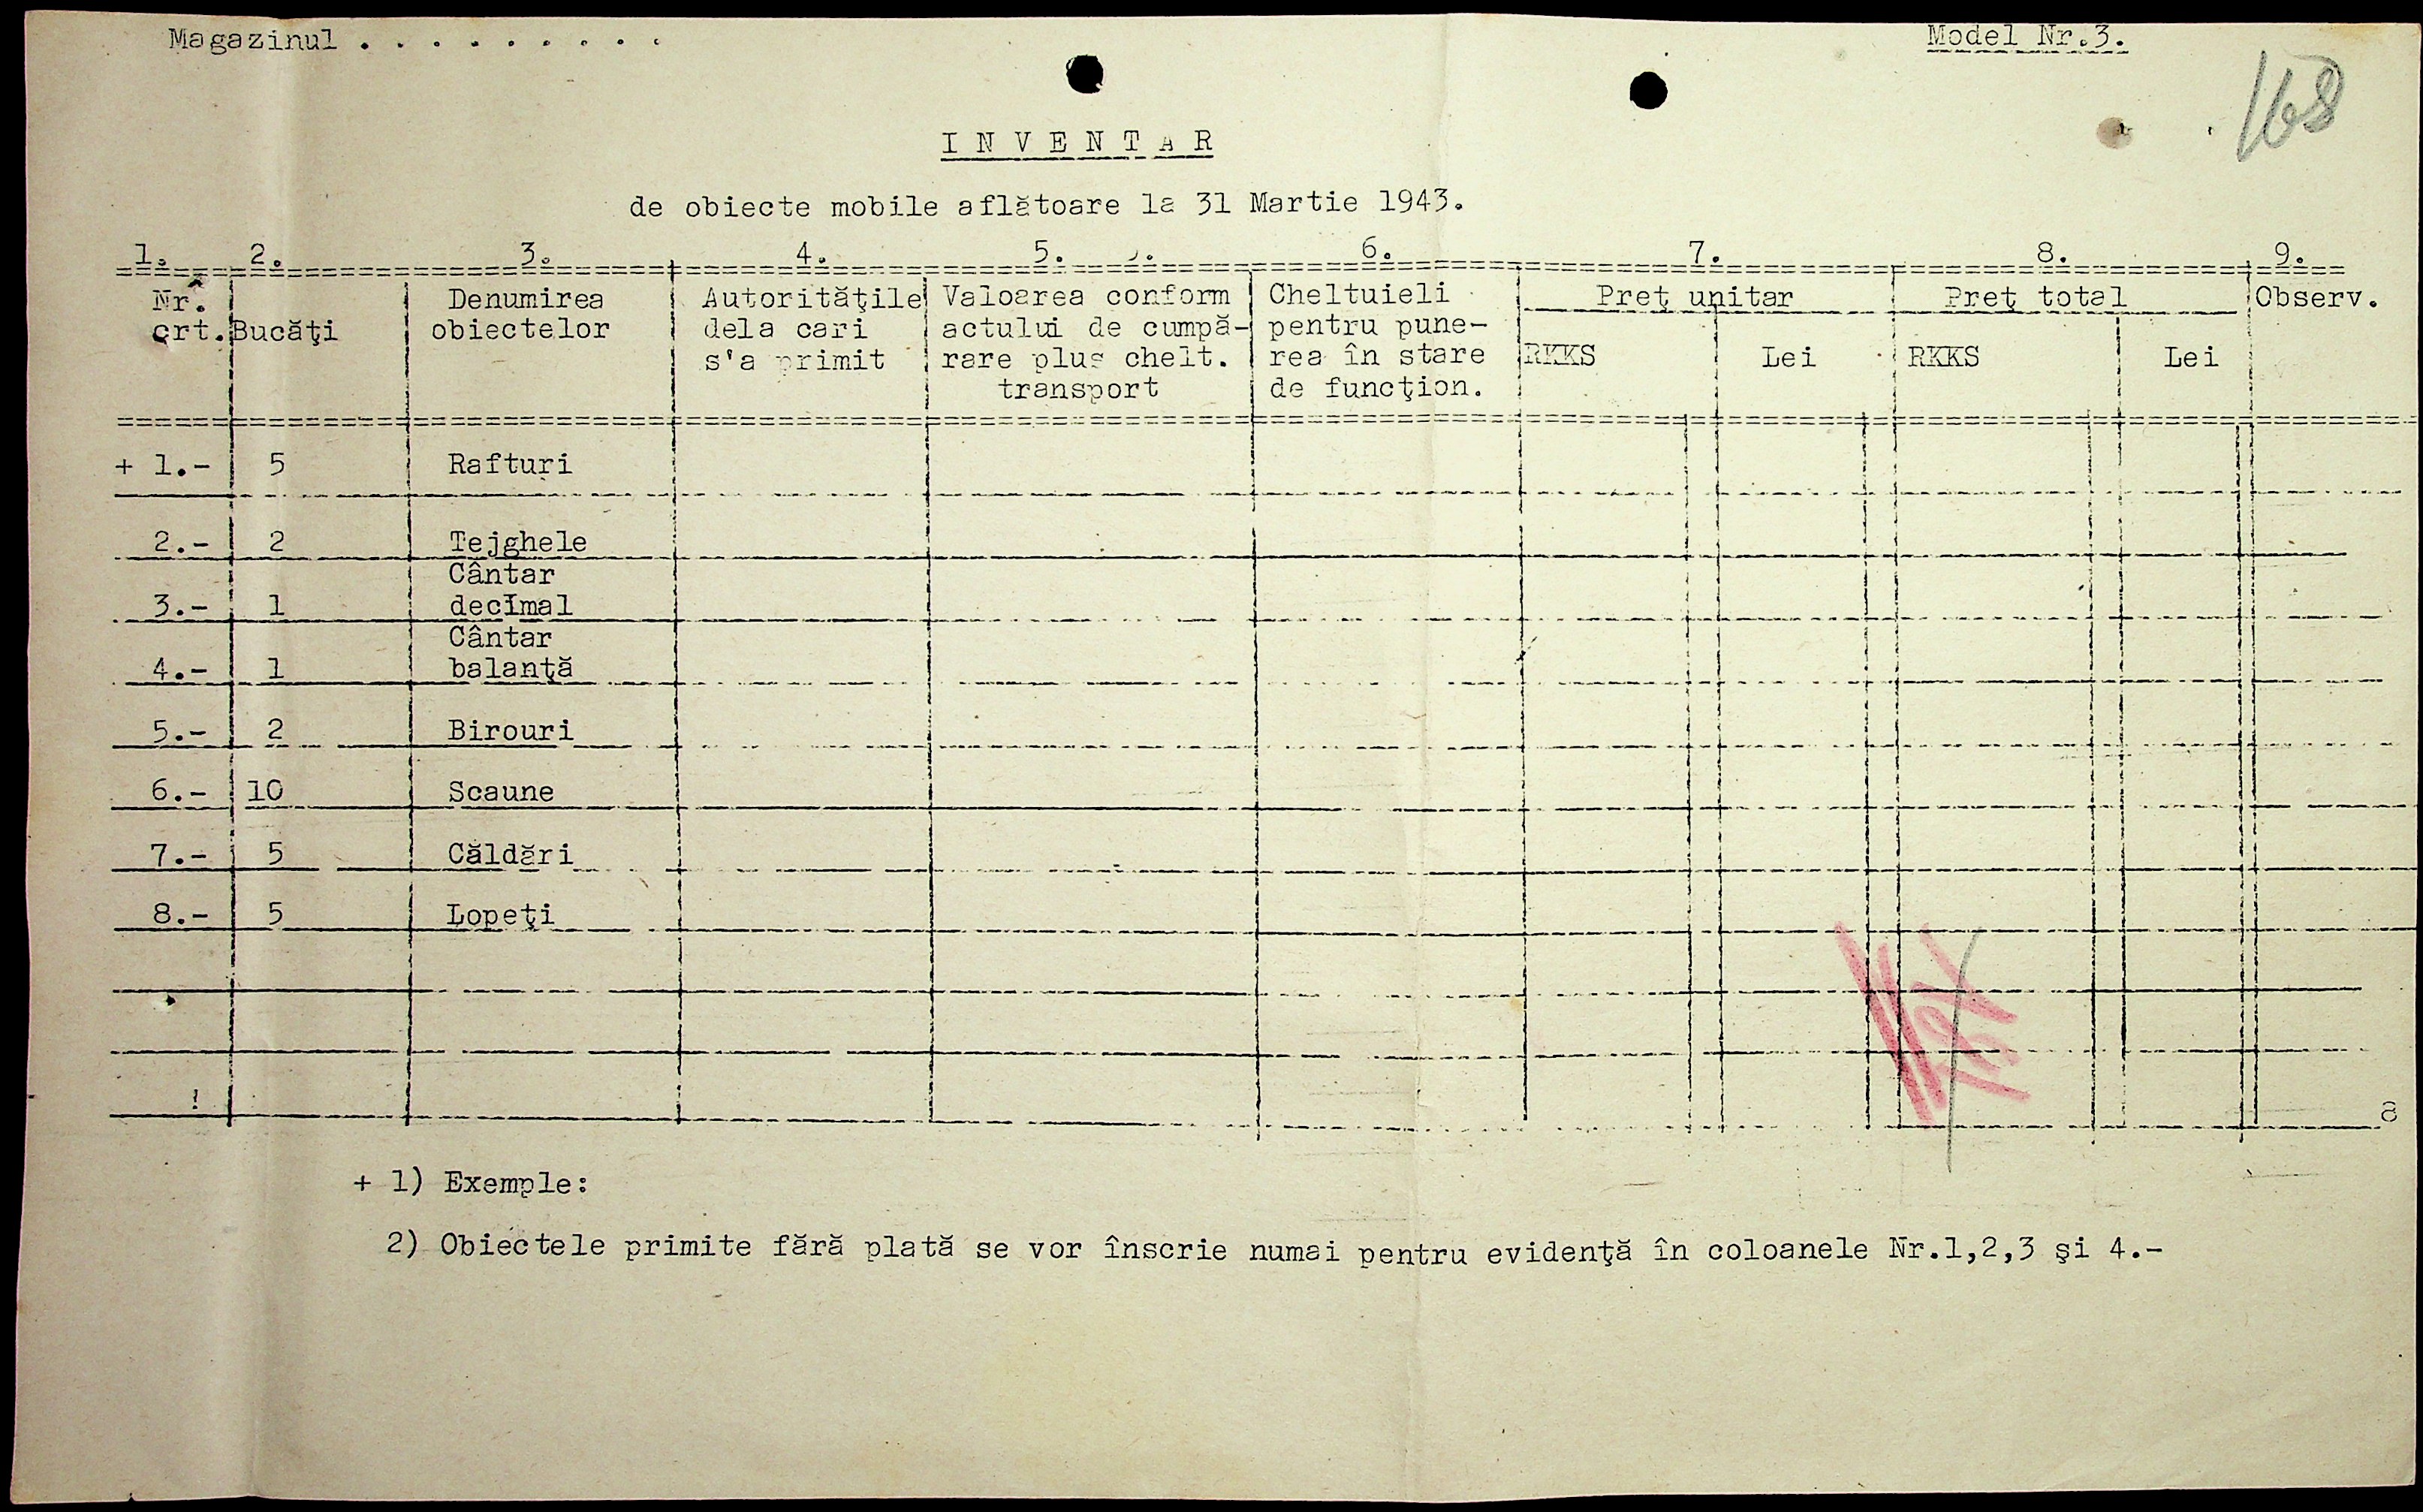 Magazinul . . . . . . . . . .
Model Nr.3.
168
I N V E N T A R
de obiecte mobile aflătoare la 31 Martie 1943.
1. 2. 3. 4. 5. 6. 7. 8. 9.
Nr. Denumirea Autorităţile Valoarea conform Cheltuieli Preţ unitar Preţ total Observ.
crt. Bucăţi obiectelor dela cari actului de cumpă- pentru pune-
s'a primit rare plus chelt. rea în stare RKKS Lei RKKS Lei
transport de funcţion.
+ 1.- 5 Rafturi
2.- 2 Tejghele
Cântar
3.- 1 decimal
Cântar
4.- 1 balanţă
5.- 2 Birouri
6.- 10 Scaune
7.- 5 Căldări
8.- 5 Lopeţi
!
a
+ 1) Exemple:
2) Obiectele primite fără plată se vor înscrie numai pentru evidenţă în coloanele Nr.1,2,3 şi 4.-